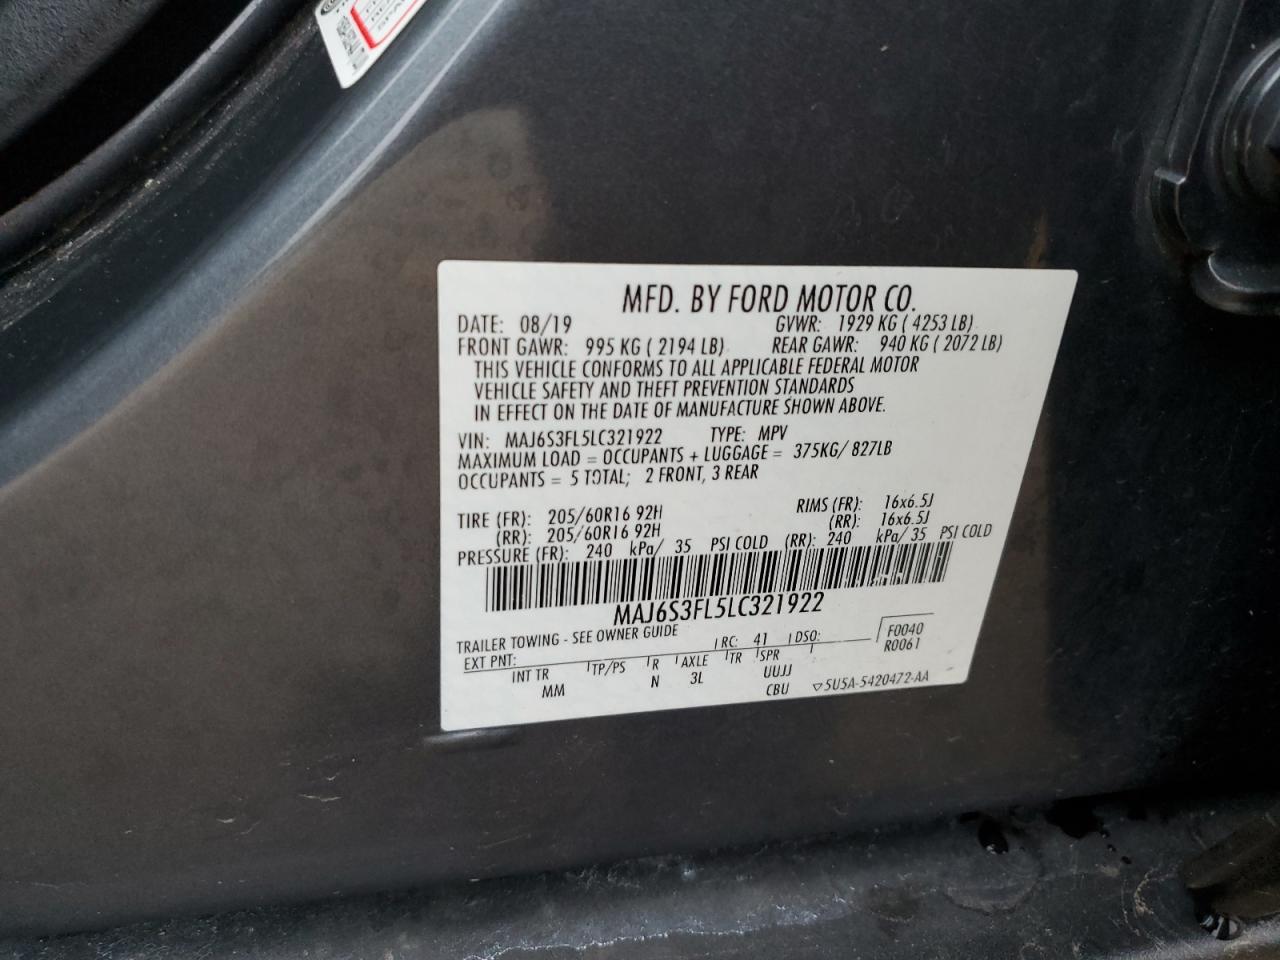 MFD. BY FORD MOTOR CO.
DATE: 08/19 GVWR: 1929 KG ( 4253 LB)
FRONT GAWR: 995 KG ( 2194 LB) REAR GAWR: 940 KG ( 2072 LB)
THIS VEHICLE CONFORMS TO ALL APPLICABLE FEDERAL MOTOR
VEHICLE SAFETY AND THEFT PREVENTION STANDARDS
IN EFFECT ON THE DATE OF MANUFACTURE SHOWN ABOVE.
VIN: MAJ6S3FL5LC321922 TYPE: MPV
MAXIMUM LOAD = OCCUPANTS + LUGGAGE = 375KG/ 827LB
OCCUPANTS = 5 TOTAL; 2 FRONT, 3 REAR
TIRE (FR): 205/60R16 92H RIMS (FR): 16x6.5J
(RR): 205/60R16 92H (RR): 16x6.5J
PRESSURE (FR): 240 kPa/ 35 PSI COLD (RR): 240 kPa/ 35 PSI COLD
MAJ6S3FL5LC321922
TRAILER TOWING - SEE OWNER GUIDE
EXT PNT: RC: 41 DSO: F0040
R0061
INT TR TP/PS R AXLE TR SPR
MM N 3L UUJJ
CBU 5U5A-5420472-AA